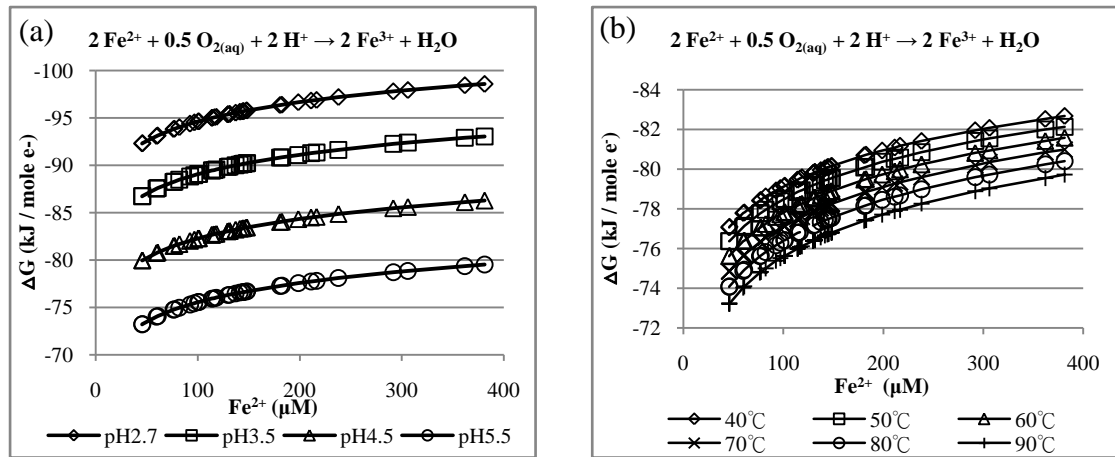 (a)
2 Fe²⁺ + 0.5 O₂₍ₐq₎ + 2 H⁺ → 2 Fe³⁺ + H₂O
-100
-95
-90
-85
-80
-75
-70
ΔG (kJ / mole e-)
0 100 200 300 400
Fe²⁺ (μM)
pH2.7 pH3.5 pH4.5 pH5.5
(b)
2 Fe²⁺ + 0.5 O₂₍ₐq₎ + 2 H⁺ → 2 Fe³⁺ + H₂O
-84
-82
-80
-78
-76
-74
-72
ΔG (kJ / mole e⁻)
0 100 200 300 400
Fe²⁺ (μM)
40℃ 50℃ 60℃
70℃ 80℃ 90℃